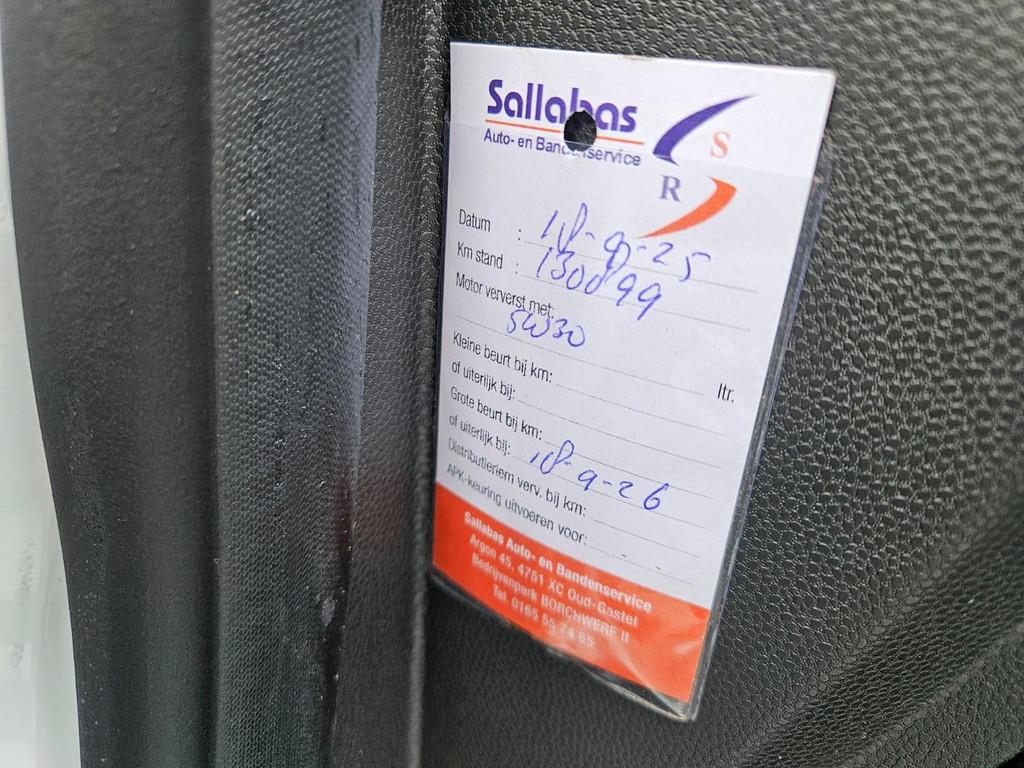 Sallabas
Auto- en Bandenservice
S
R
Datum : 18-9-25
Km stand : 130099
Motor ververst met:
5W30
ltr.
Kleine beurt bij km:
of uiterlijk bij:
Grote beurt bij km:
of uiterlijk bij: 18-9-26
Distributieriem verv. bij km:
APK-keuring uitvoeren voor:
Sallabas Auto- en Bandenservice
Argon 45, 4751 XC Oud-Gastel
Bedrijvenpark BORCHWERF II
Tel. 0165 55 74 65